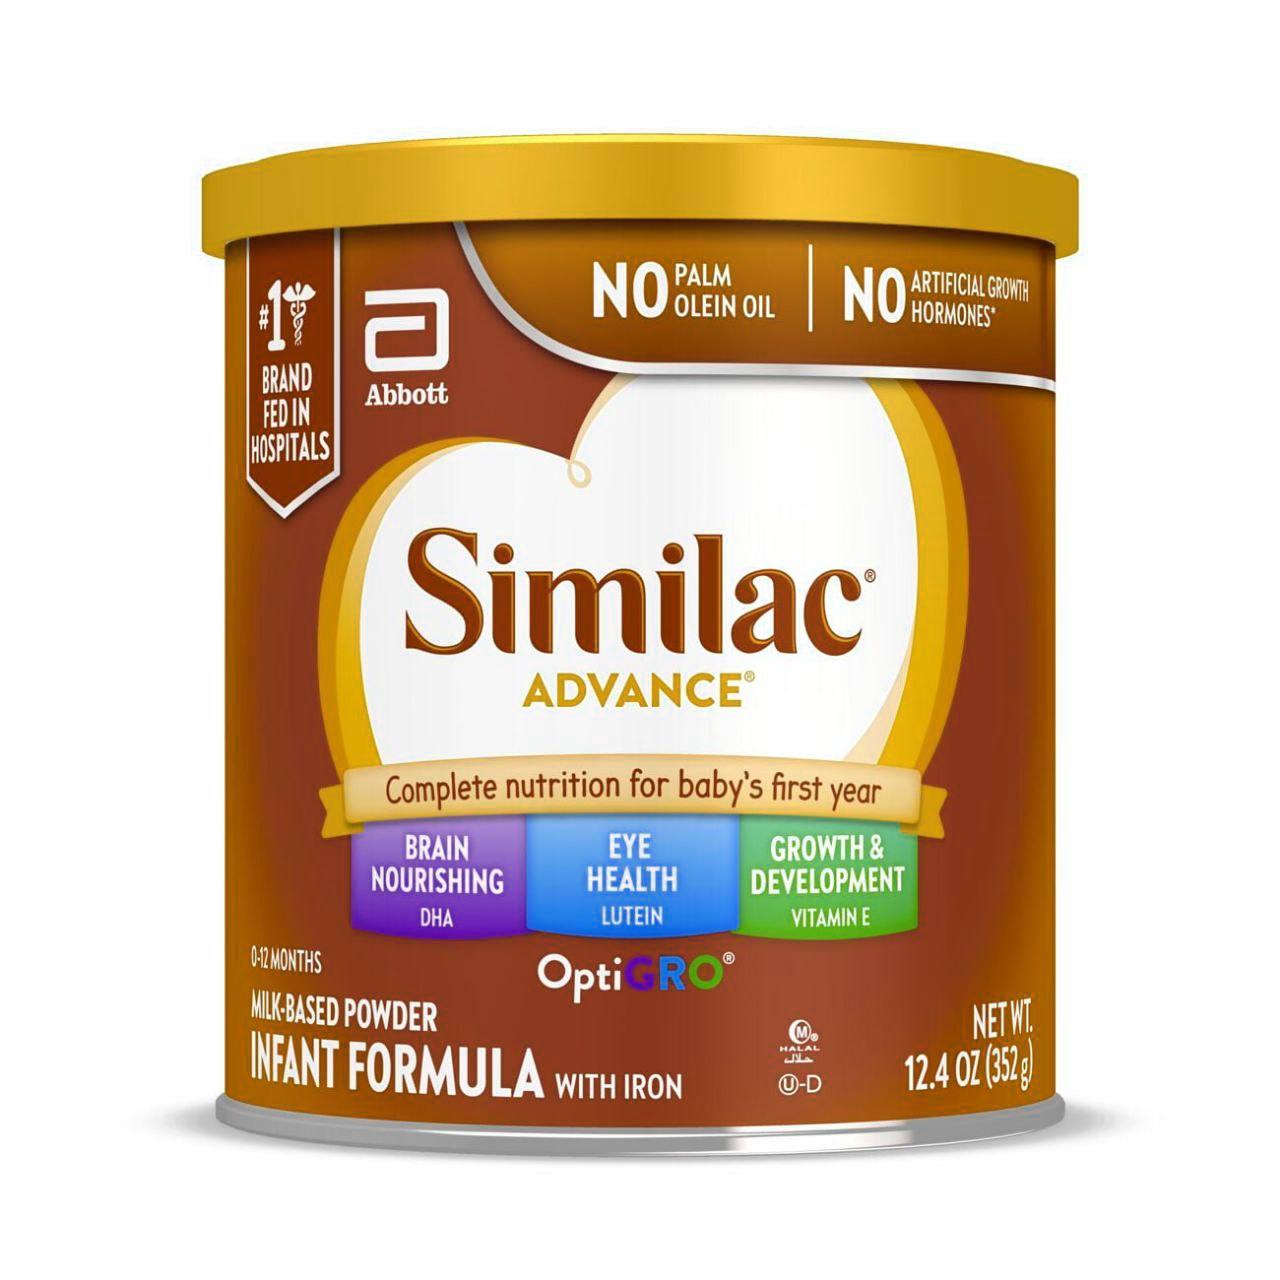 #1
BRAND
FED IN
HOSPITALS
Abbott
NO PALM
OLEIN OIL
NO ARTIFICIAL GROWTH
HORMONES*
Similac®
ADVANCE®
Complete nutrition for baby's first year
BRAIN
NOURISHING
DHA
EYE
HEALTH
LUTEIN
GROWTH &
DEVELOPMENT
VITAMIN E
OptiGRO®
0-12 MONTHS
MILK-BASED POWDER
INFANT FORMULA WITH IRON
M®
HALAL
حلال
U-D
NET WT.
12.4 OZ (352 g)